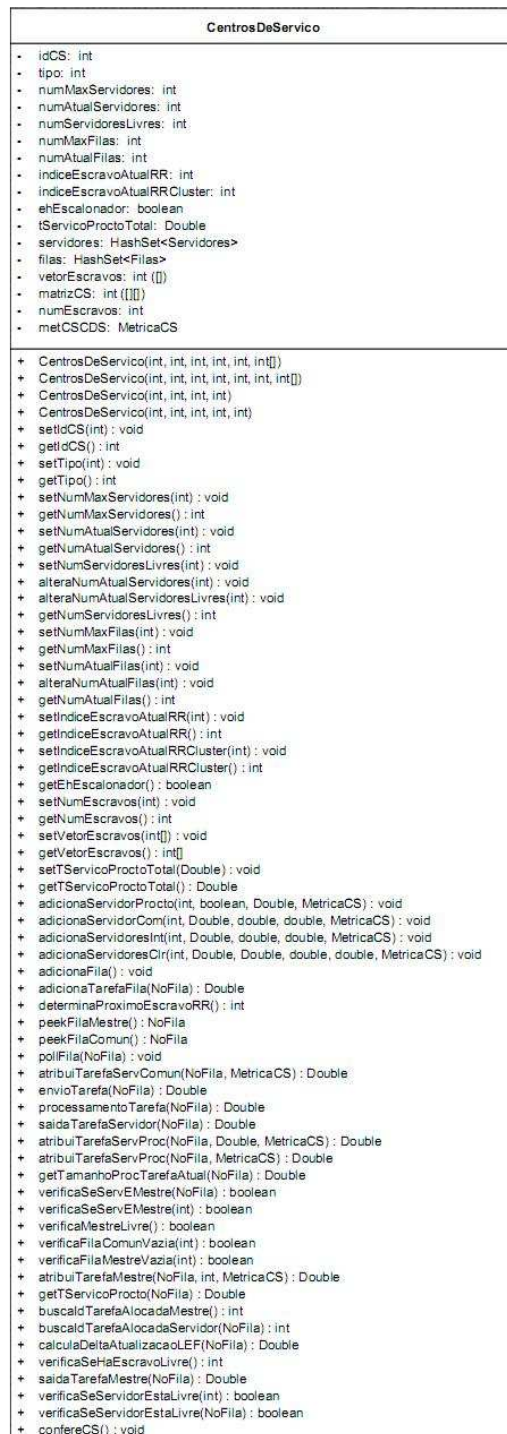 CentrosDeServico
- idCS: int
- tipo: int
- numMaxServidores: int
- numAtualServidores: int
- numServidoresLivres: int
- numMaxFilas: int
- numAtualFilas: int
- indiceEscravoAtualRR: int
- indiceEscravoAtualRRCluster: int
- ehEscalonador: boolean
- tServicoProctoTotal: Double
- servidores: HashSet<Servidores>
- filas: HashSet<Filas>
- vetorEscravos: int ([])
- matrizCS: int ([][])
- numEscravos: int
- metCSCDS: MetricaCS
+ CentrosDeServico(int, int, int, int, int, int[])
+ CentrosDeServico(int, int, int, int, int, int, int[])
+ CentrosDeServico(int, int, int, int)
+ CentrosDeServico(int, int, int, int, int)
+ setIdCS(int) : void
+ getIdCS() : int
+ setTipo(int) : void
+ getTipo() : int
+ setNumMaxServidores(int) : void
+ getNumMaxServidores() : int
+ setNumAtualServidores(int) : void
+ getNumAtualServidores() : int
+ setNumServidoresLivres(int) : void
+ alteraNumAtualServidores(int) : void
+ alteraNumAtualServidoresLivres(int) : void
+ getNumServidoresLivres() : int
+ setNumMaxFilas(int) : void
+ getNumMaxFilas() : int
+ setNumAtualFilas(int) : void
+ alteraNumAtualFilas(int) : void
+ getNumAtualFilas() : int
+ setIndiceEscravoAtualRR(int) : void
+ getIndiceEscravoAtualRR() : int
+ setIndiceEscravoAtualRRCluster(int) : void
+ getIndiceEscravoAtualRRCluster() : int
+ getEhEscalonador() : boolean
+ setNumEscravos(int) : void
+ getNumEscravos() : int
+ setVetorEscravos(int[]) : void
+ getVetorEscravos() : int[]
+ setTServicoProctoTotal(Double) : void
+ getTServicoProctoTotal() : Double
+ adicionaServidorProcto(int, boolean, Double, MetricaCS) : void
+ adicionaServidorCom(int, Double, double, double, MetricaCS) : void
+ adicionaServidoresInt(int, Double, double, double, MetricaCS) : void
+ adicionaServidoresClr(int, Double, Double, double, double, MetricaCS) : void
+ adicionaFila() : void
+ adicionaTarefaFila(NoFila) : Double
+ determinaProximoEscravoRR() : int
+ peekFilaMestre() : NoFila
+ peekFilaComun() : NoFila
+ pollFila(NoFila) : void
+ atribuiTarefaServComun(NoFila, MetricaCS) : Double
+ envioTarefa(NoFila) : Double
+ processamentoTarefa(NoFila) : Double
+ saidaTarefaServidor(NoFila) : Double
+ atribuiTarefaServProc(NoFila, Double, MetricaCS) : Double
+ atribuiTarefaServProc(NoFila, MetricaCS) : Double
+ getTamanhoProcTarefaAtual(NoFila) : Double
+ verificaSeServEMestre(NoFila) : boolean
+ verificaSeServEMestre(int) : boolean
+ verificaMestreLivre() : boolean
+ verificaFilaComunVazia(int) : boolean
+ verificaFilaMestreVazia(int) : boolean
+ atribuiTarefaMestre(NoFila, int, MetricaCS) : Double
+ getTServicoProcto(NoFila) : Double
+ buscaIdTarefaAlocadaMestre() : int
+ buscaIdTarefaAlocadaServidor(NoFila) : int
+ calculaDeltaAtualizacaoLEF(NoFila) : Double
+ verificaSeHaEscravoLivre() : int
+ saidaTarefaMestre(NoFila) : Double
+ verificaSeServidorEstaLivre(int) : boolean
+ verificaSeServidorEstaLivre(NoFila) : boolean
+ confereCS() : void